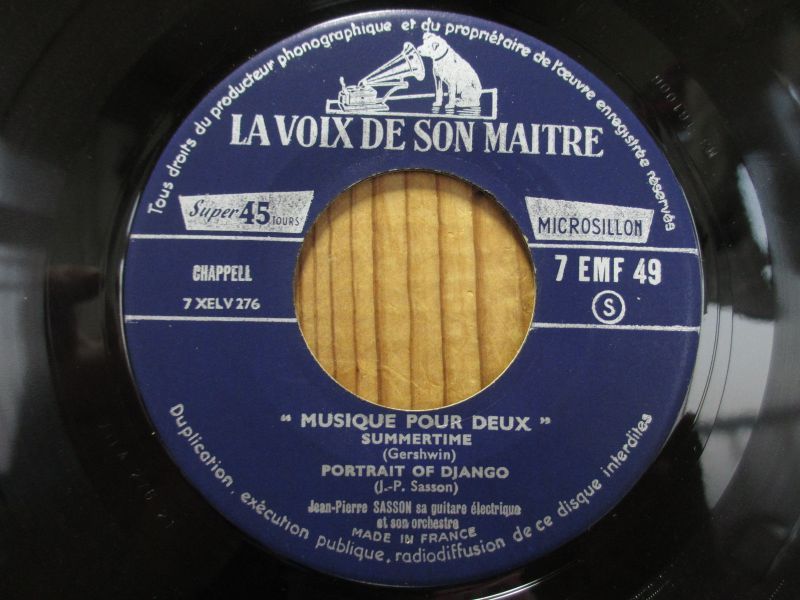 Tous droits du producteur phonographique et du propriétaire de l'œuvre enregistrée réservés
LA VOIX DE SON MAITRE
Super 45 TOURS
MICROSILLON
CHAPPELL
7 XELV 276
7 EMF 49
S
" MUSIQUE POUR DEUX "
SUMMERTIME
(Gershwin)
PORTRAIT OF DJANGO
(J.-P. Sasson)
Jean-Pierre SASSON sa guitare électrique
et son orchestre
MADE IN FRANCE
Duplication, exécution publique, radiodiffusion de ce disque interdites